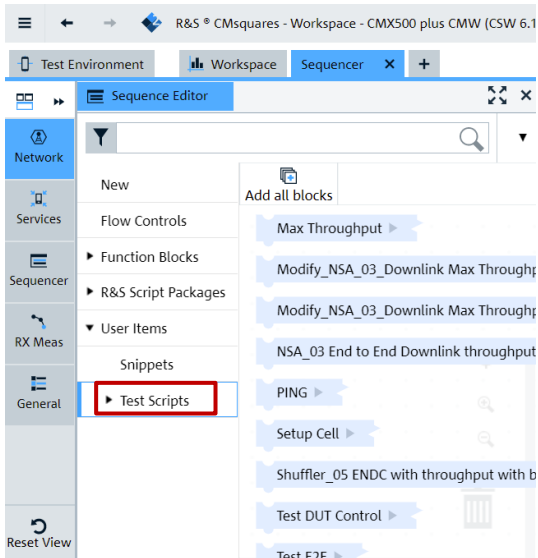 R&S ® CMsquares - Workspace - CMX500 plus CMW (CSW 6.1
Test Environment
Workspace
Sequencer
Sequence Editor
Network
Services
Sequencer
RX Meas
General
Reset View
New
Flow Controls
Function Blocks
R&S Script Packages
User Items
Snippets
Test Scripts
Add all blocks
Max Throughput
Modify_NSA_03_Downlink Max Throughp
Modify_NSA_03_Downlink Max Throughp
NSA_03 End to End Downlink throughput
PING
Setup Cell
Shuffler_05 ENDC with throughput with b
Test DUT Control
Test E2E